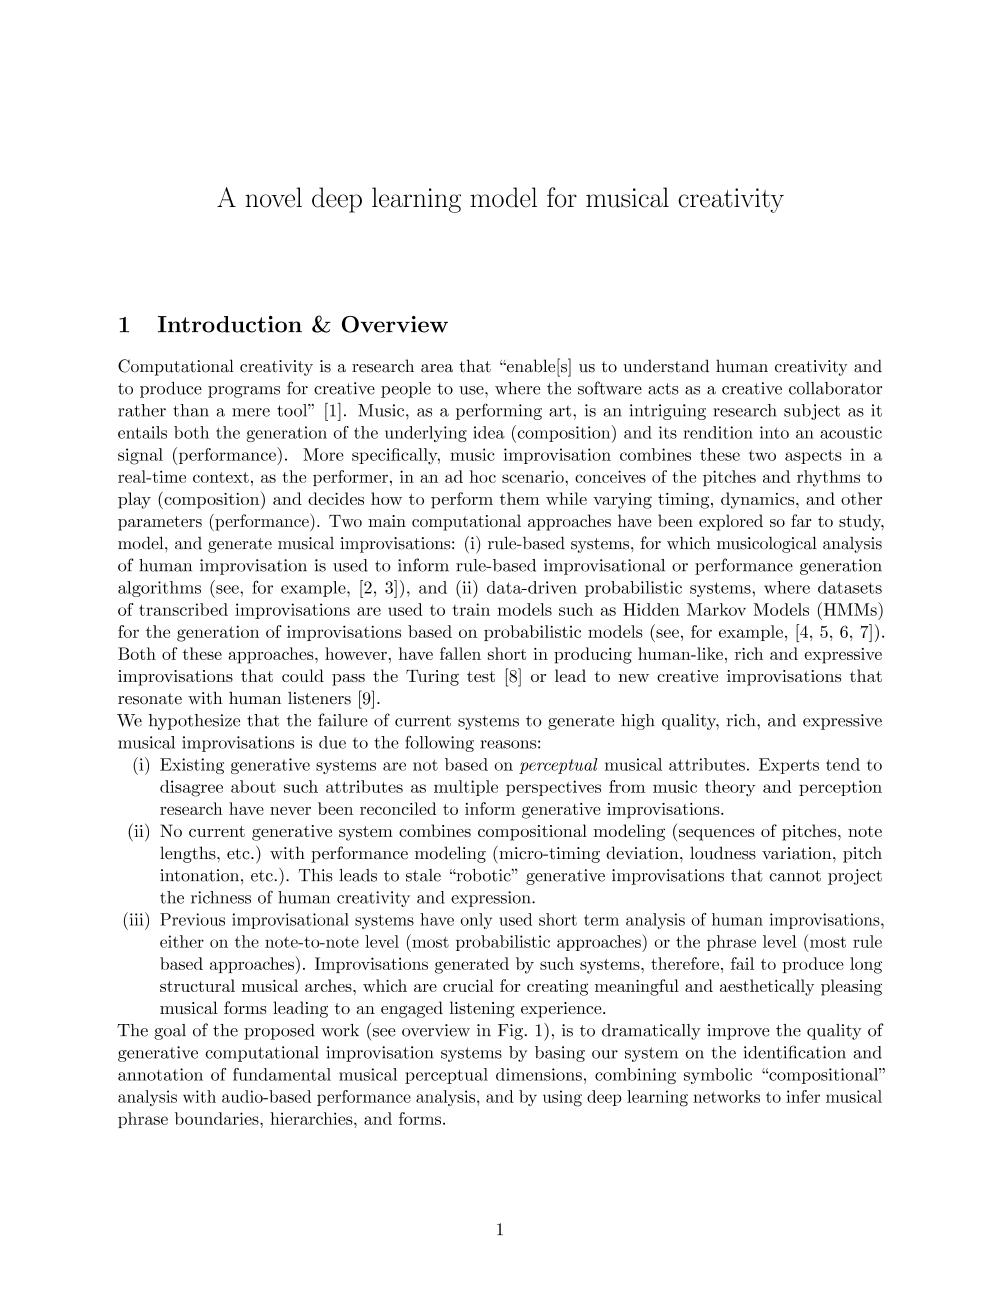 A novel deep learning model for musical creativity
1 Introduction & Overview
Computational creativity is a research area that “enable[s] us to understand human creativity and
to produce programs for creative people to use, where the software acts as a creative collaborator
rather than a mere tool” [1]. Music, as a performing art, is an intriguing research subject as it
entails both the generation of the underlying idea (composition) and its rendition into an acoustic
signal (performance). More specifically, music improvisation combines these two aspects in a
real-time context, as the performer, in an ad hoc scenario, conceives of the pitches and rhythms to
play (composition) and decides how to perform them while varying timing, dynamics, and other
parameters (performance). Two main computational approaches have been explored so far to study,
model, and generate musical improvisations: (i) rule-based systems, for which musicological analysis
of human improvisation is used to inform rule-based improvisational or performance generation
algorithms (see, for example, [2, 3]), and (ii) data-driven probabilistic systems, where datasets
of transcribed improvisations are used to train models such as Hidden Markov Models (HMMs)
for the generation of improvisations based on probabilistic models (see, for example, [4, 5, 6, 7]).
Both of these approaches, however, have fallen short in producing human-like, rich and expressive
improvisations that could pass the Turing test [8] or lead to new creative improvisations that
resonate with human listeners [9].
We hypothesize that the failure of current systems to generate high quality, rich, and expressive
musical improvisations is due to the following reasons:
(i) Existing generative systems are not based on perceptual musical attributes. Experts tend to
disagree about such attributes as multiple perspectives from music theory and perception
research have never been reconciled to inform generative improvisations.
(ii) No current generative system combines compositional modeling (sequences of pitches, note
lengths, etc.) with performance modeling (micro-timing deviation, loudness variation, pitch
intonation, etc.). This leads to stale “robotic” generative improvisations that cannot project
the richness of human creativity and expression.
(iii) Previous improvisational systems have only used short term analysis of human improvisations,
either on the note-to-note level (most probabilistic approaches) or the phrase level (most rule
based approaches). Improvisations generated by such systems, therefore, fail to produce long
structural musical arches, which are crucial for creating meaningful and aesthetically pleasing
musical forms leading to an engaged listening experience.
The goal of the proposed work (see overview in Fig. 1), is to dramatically improve the quality of
generative computational improvisation systems by basing our system on the identification and
annotation of fundamental musical perceptual dimensions, combining symbolic “compositional”
analysis with audio-based performance analysis, and by using deep learning networks to infer musical
phrase boundaries, hierarchies, and forms.
1